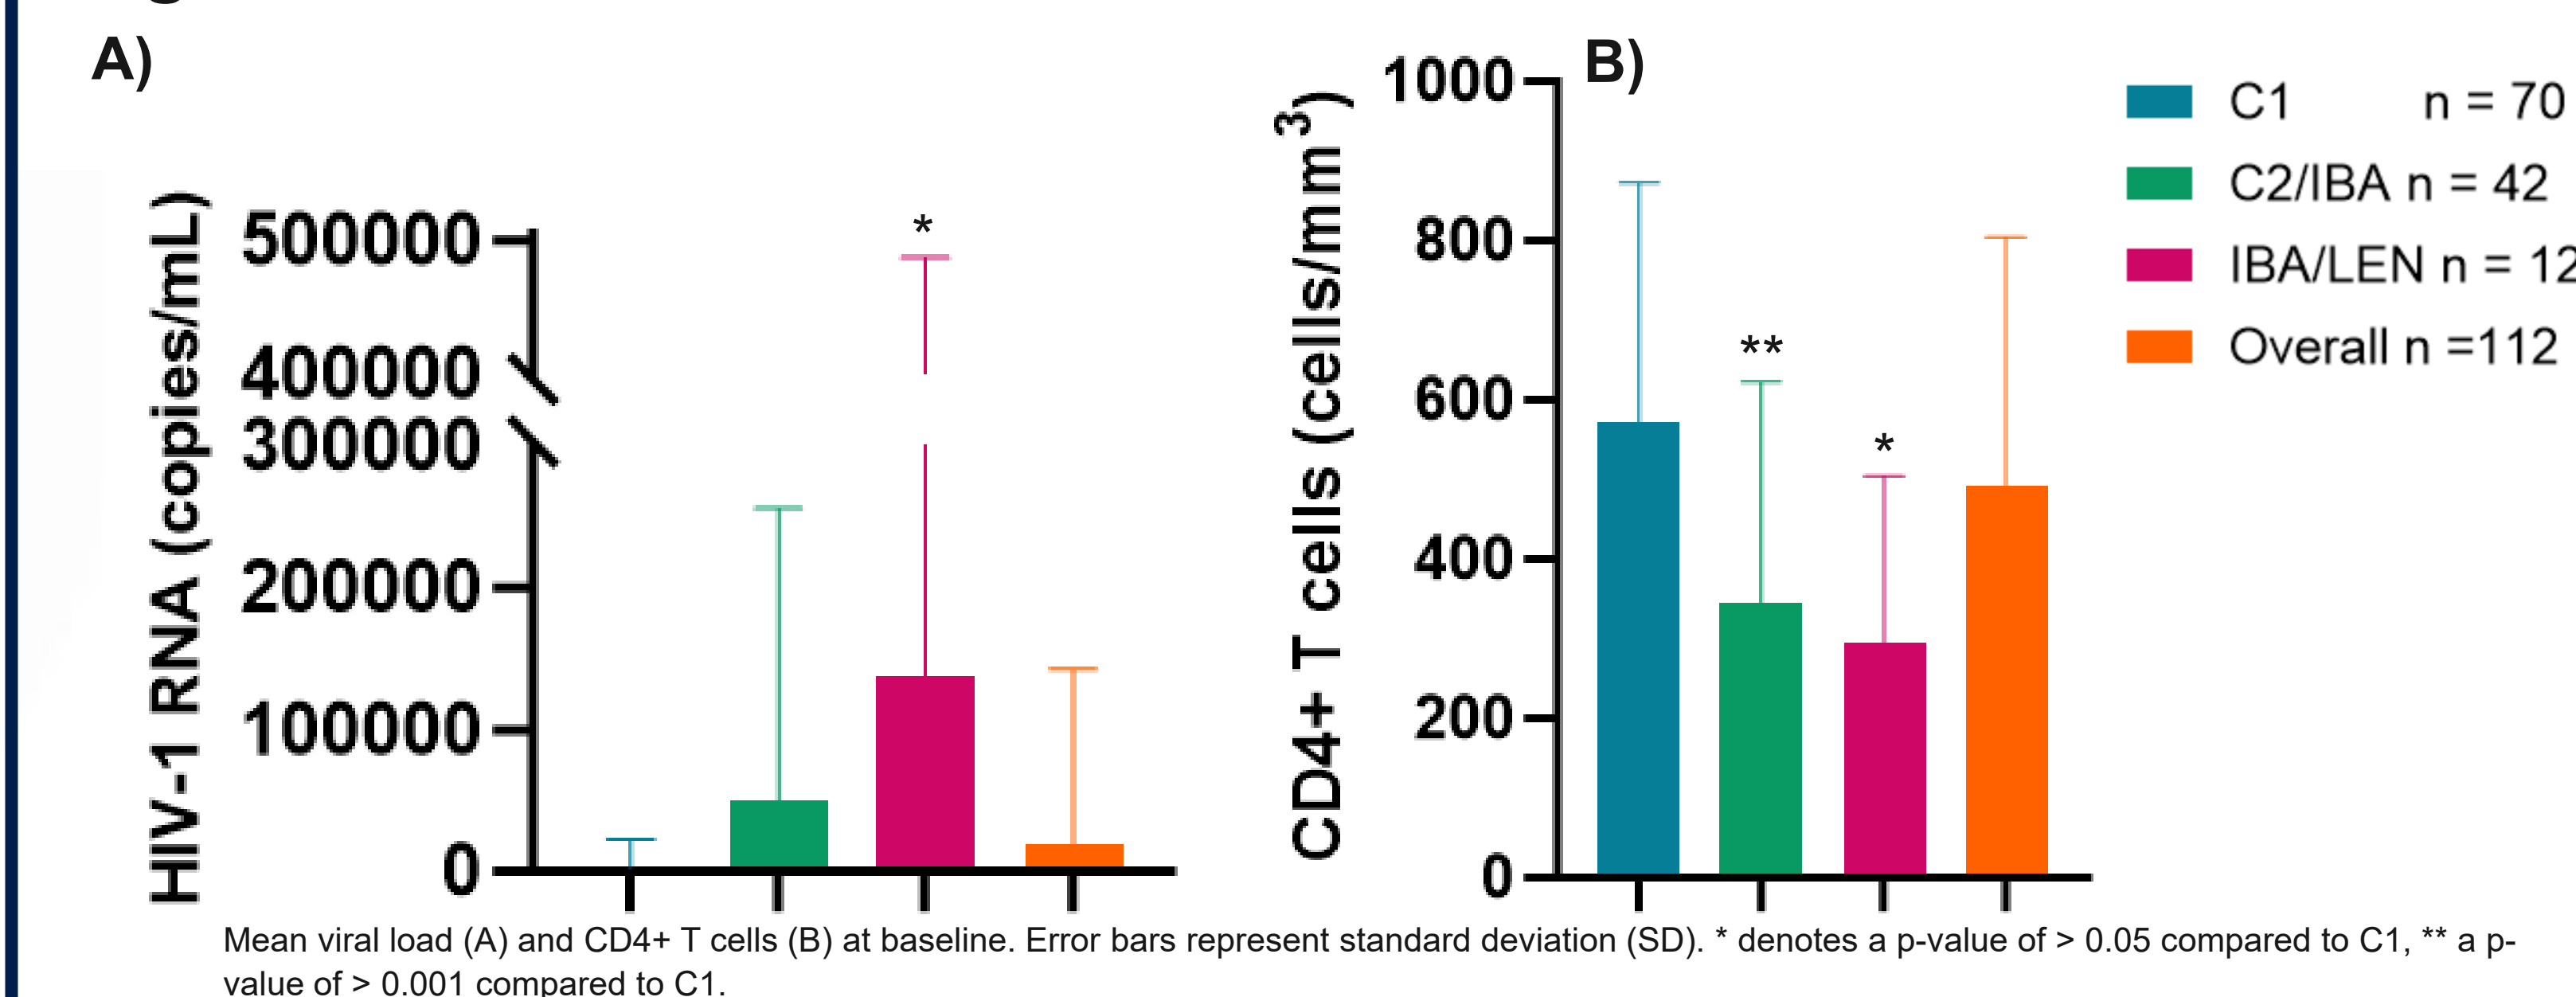 A)
HIV-1 RNA (copies/mL)
500000
*
400000
300000
200000
100000
0
B)
CD4+ T cells (cells/mm³)
1000
800
600
400
200
0
**
*
C1 n = 70
C2/IBA n = 42
IBA/LEN n = 12
Overall n =112
Mean viral load (A) and CD4+ T cells (B) at baseline. Error bars represent standard deviation (SD). * denotes a p-value of > 0.05 compared to C1, ** a p-
value of > 0.001 compared to C1.